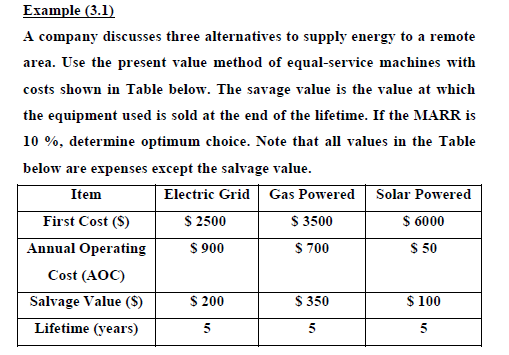 Example (3.1)
A company discusses three alternatives to supply energy to a remote
area. Use the present value method of equal-service machines with
costs shown in Table below. The savage value is the value at which
the equipment used is sold at the end of the lifetime. If the MARR is
10 %, determine optimum choice. Note that all values in the Table
below are expenses except the salvage value.
Item Electric Grid Gas Powered Solar Powered
First Cost ($) $ 2500 $ 3500 $ 6000
Annual Operating $ 900 $ 700 $ 50
Cost (AOC)
Salvage Value ($) $ 200 $ 350 $ 100
Lifetime (years) 5 5 5